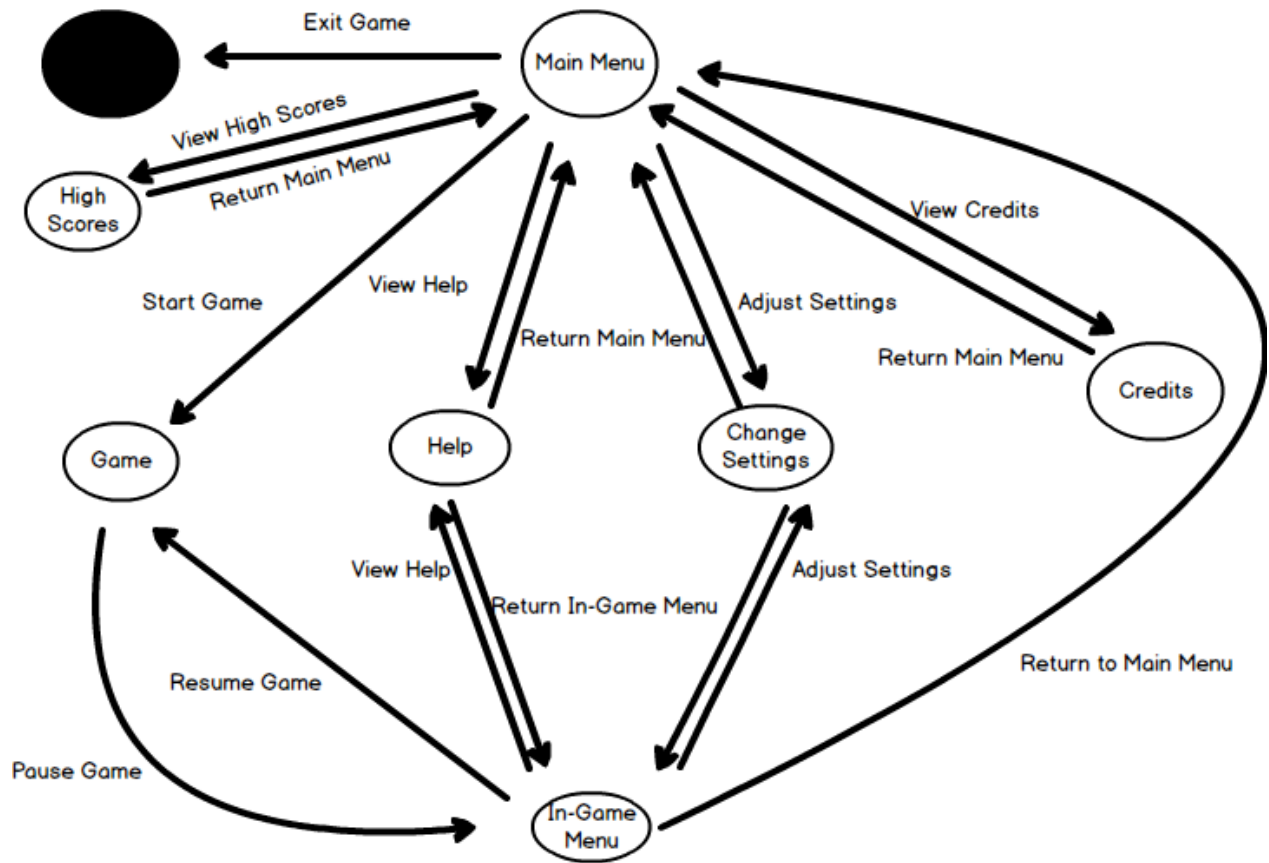 Exit Game
Main Menu
View High Scores
Return Main Menu
High
Scores
View Credits
Start Game
View Help
Adjust Settings
Return Main Menu
Return Main Menu
Credits
Game
Help
Change
Settings
View Help
Adjust Settings
Return In-Game Menu
Resume Game
Return to Main Menu
Pause Game
In-Game
Menu